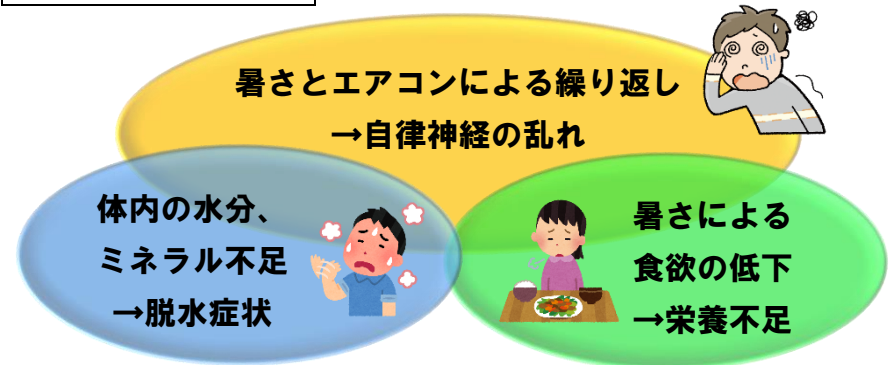 暑さとエアコンによる繰り返し
→自律神経の乱れ
体内の水分、
ミネラル不足
→脱水症状
暑さによる
食欲の低下
→栄養不足